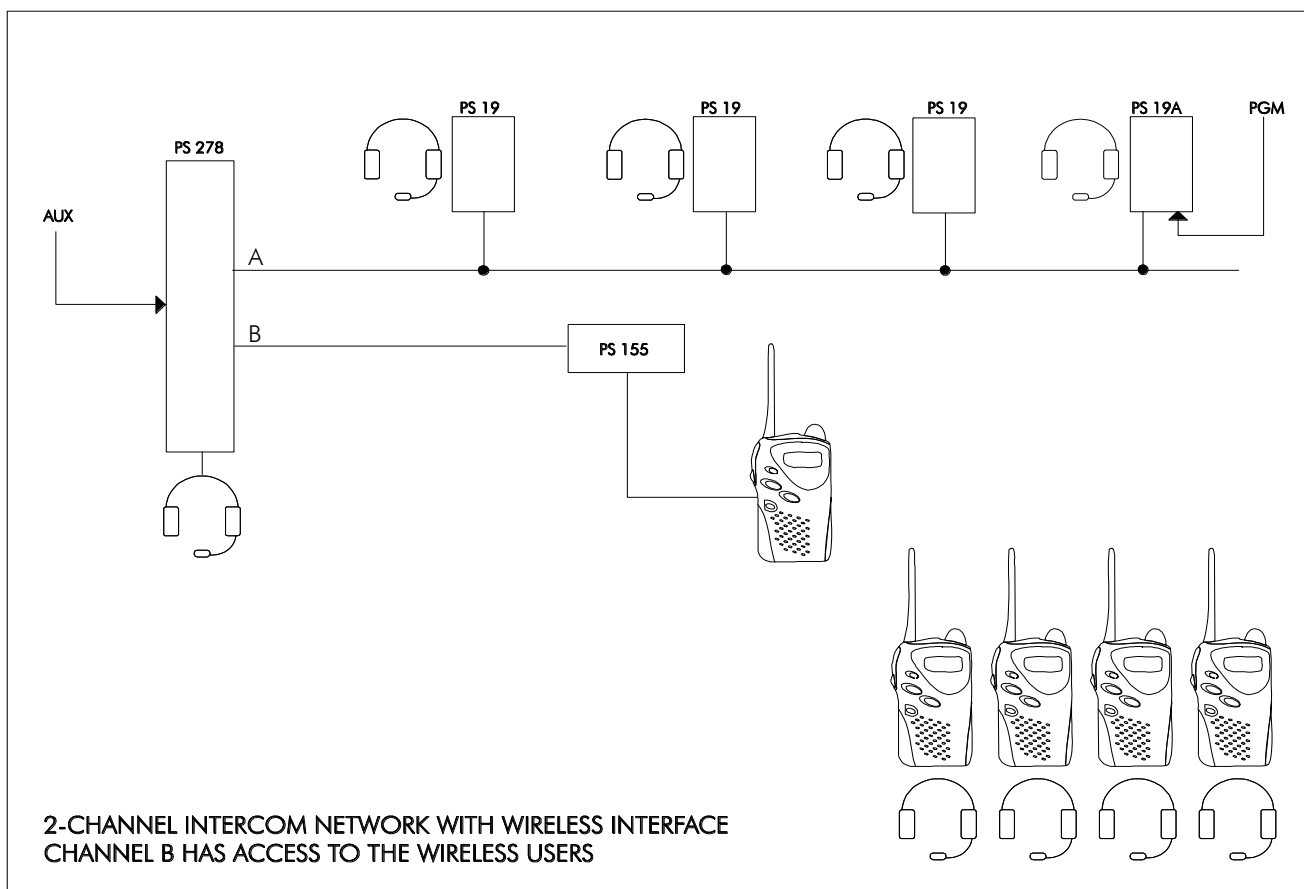 PS 19
PS 19
PS 19
PS 19A
PGM
PS 278
AUX
A
B
PS 155
2-CHANNEL INTERCOM NETWORK WITH WIRELESS INTERFACE
CHANNEL B HAS ACCESS TO THE WIRELESS USERS